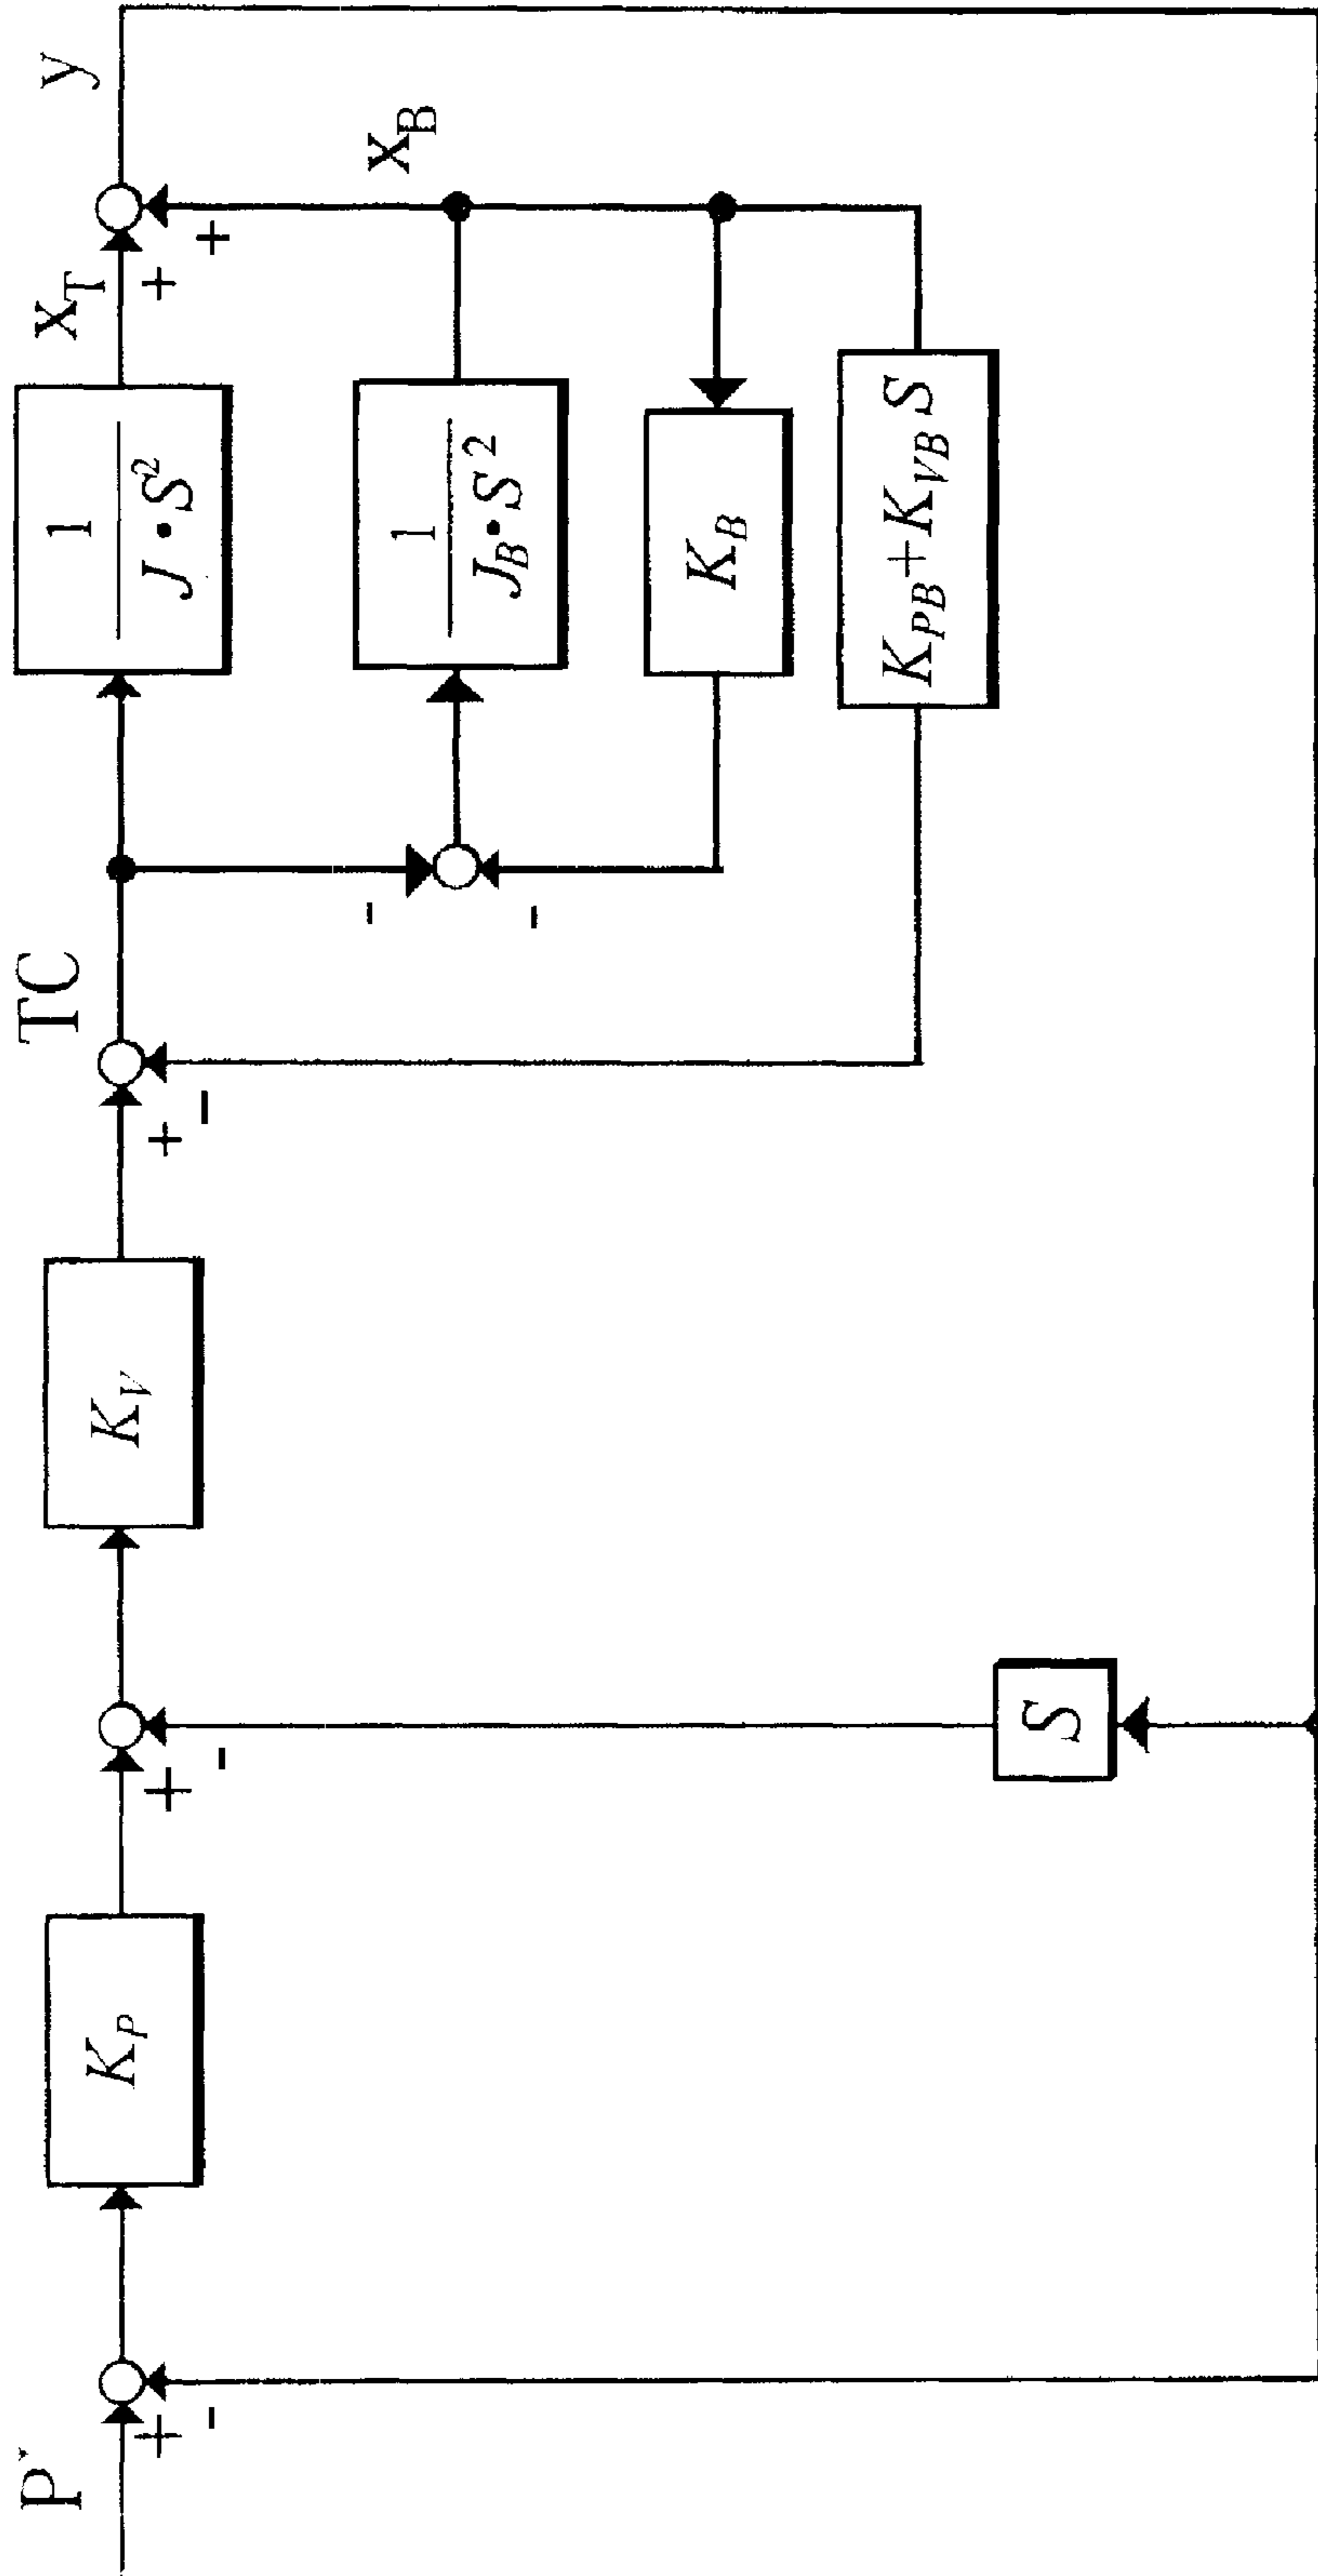 P*
+
-
K_P
+
-
K_V
+
-
TC
-
-
1
J·S²
x_T
+
+
y
1
J_B·S²
x_B
K_B
K_PB+K_VB S
S